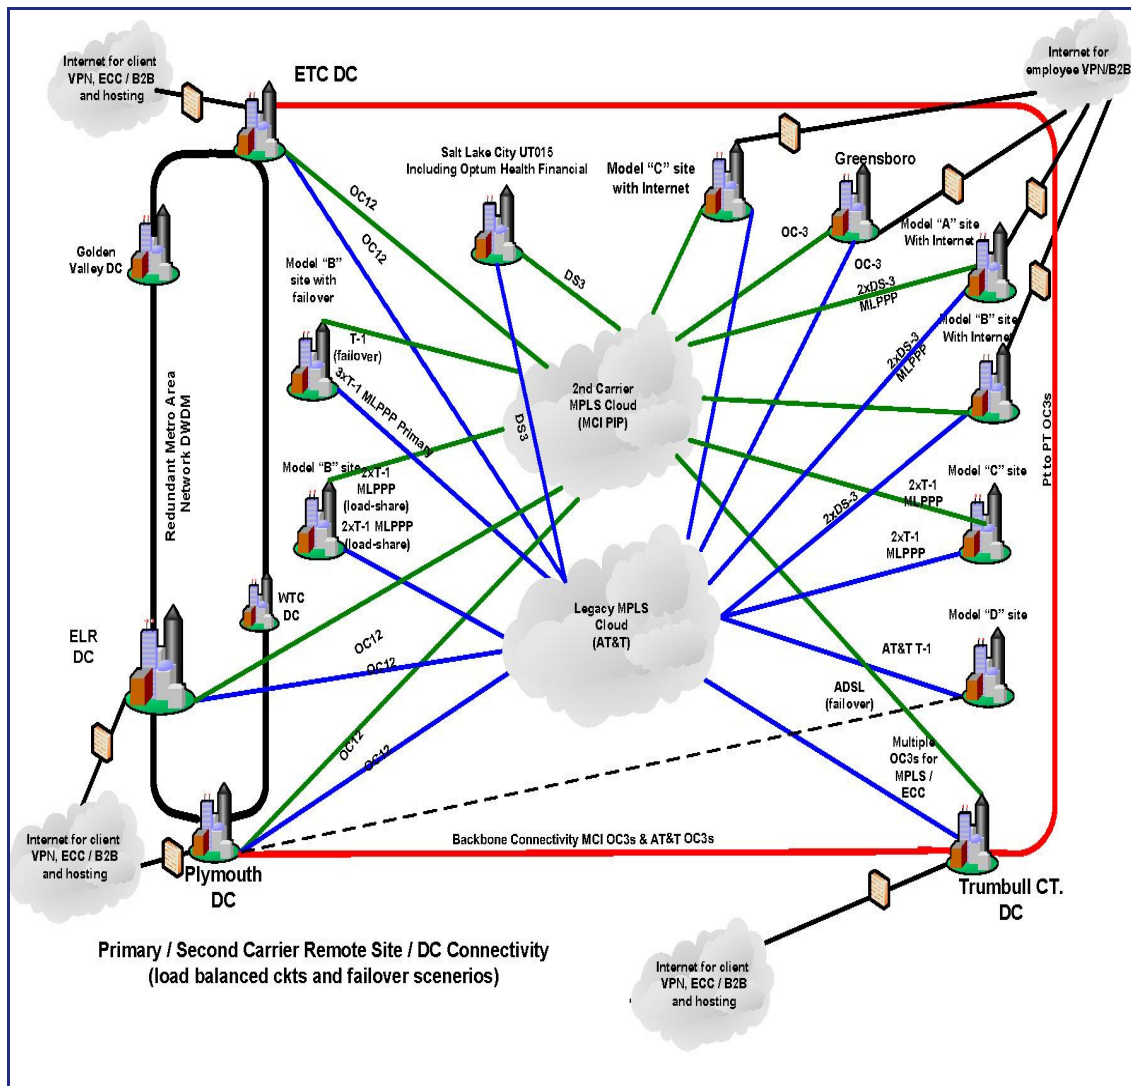 Internet for client
VPN, ECC / B2B
and hosting
ETC DC
Internet for
employee VPN/B2B
Salt Lake City UT015
Including Optum Health Financial
Model “C” site
with Internet
Greensboro
OC12
OC12
OC-3
OC-3
Model “A” site
With Internet
Golden
Valley DC
Model “B”
site with
failover
DS3
2xDS-3
MLPPP
2xDS-3
MLPPP
Model “B” site
With Internet
T-1
(failover)
3xT-1 MLPPP Primary
2nd Carrier
MPLS Cloud
(MCI PIP)
DS3
Redundant Metro Area
Network DWDM
Pt to PT OC3s
Model “B” site
2xT-1
MLPPP
(load-share)
2xT-1 MLPPP
(load-share)
2xDS-3
Model “C” site
2xT-1
MLPPP
2xT-1
MLPPP
WTC
DC
ELR
DC
Legacy MPLS
Cloud
(AT&T)
Model “D” site
AT&T T-1
OC12
OC12
ADSL
(failover)
OC12
OC12
Multiple
OC3s for
MPLS /
ECC
Internet for client
VPN, ECC / B2B
and hosting
Backbone Connectivity MCI OC3s & AT&T OC3s
Plymouth
DC
Trumbull CT.
DC
Primary / Second Carrier Remote Site / DC Connectivity
(load balanced ckts and failover scenerios)
Internet for client
VPN, ECC / B2B
and hosting